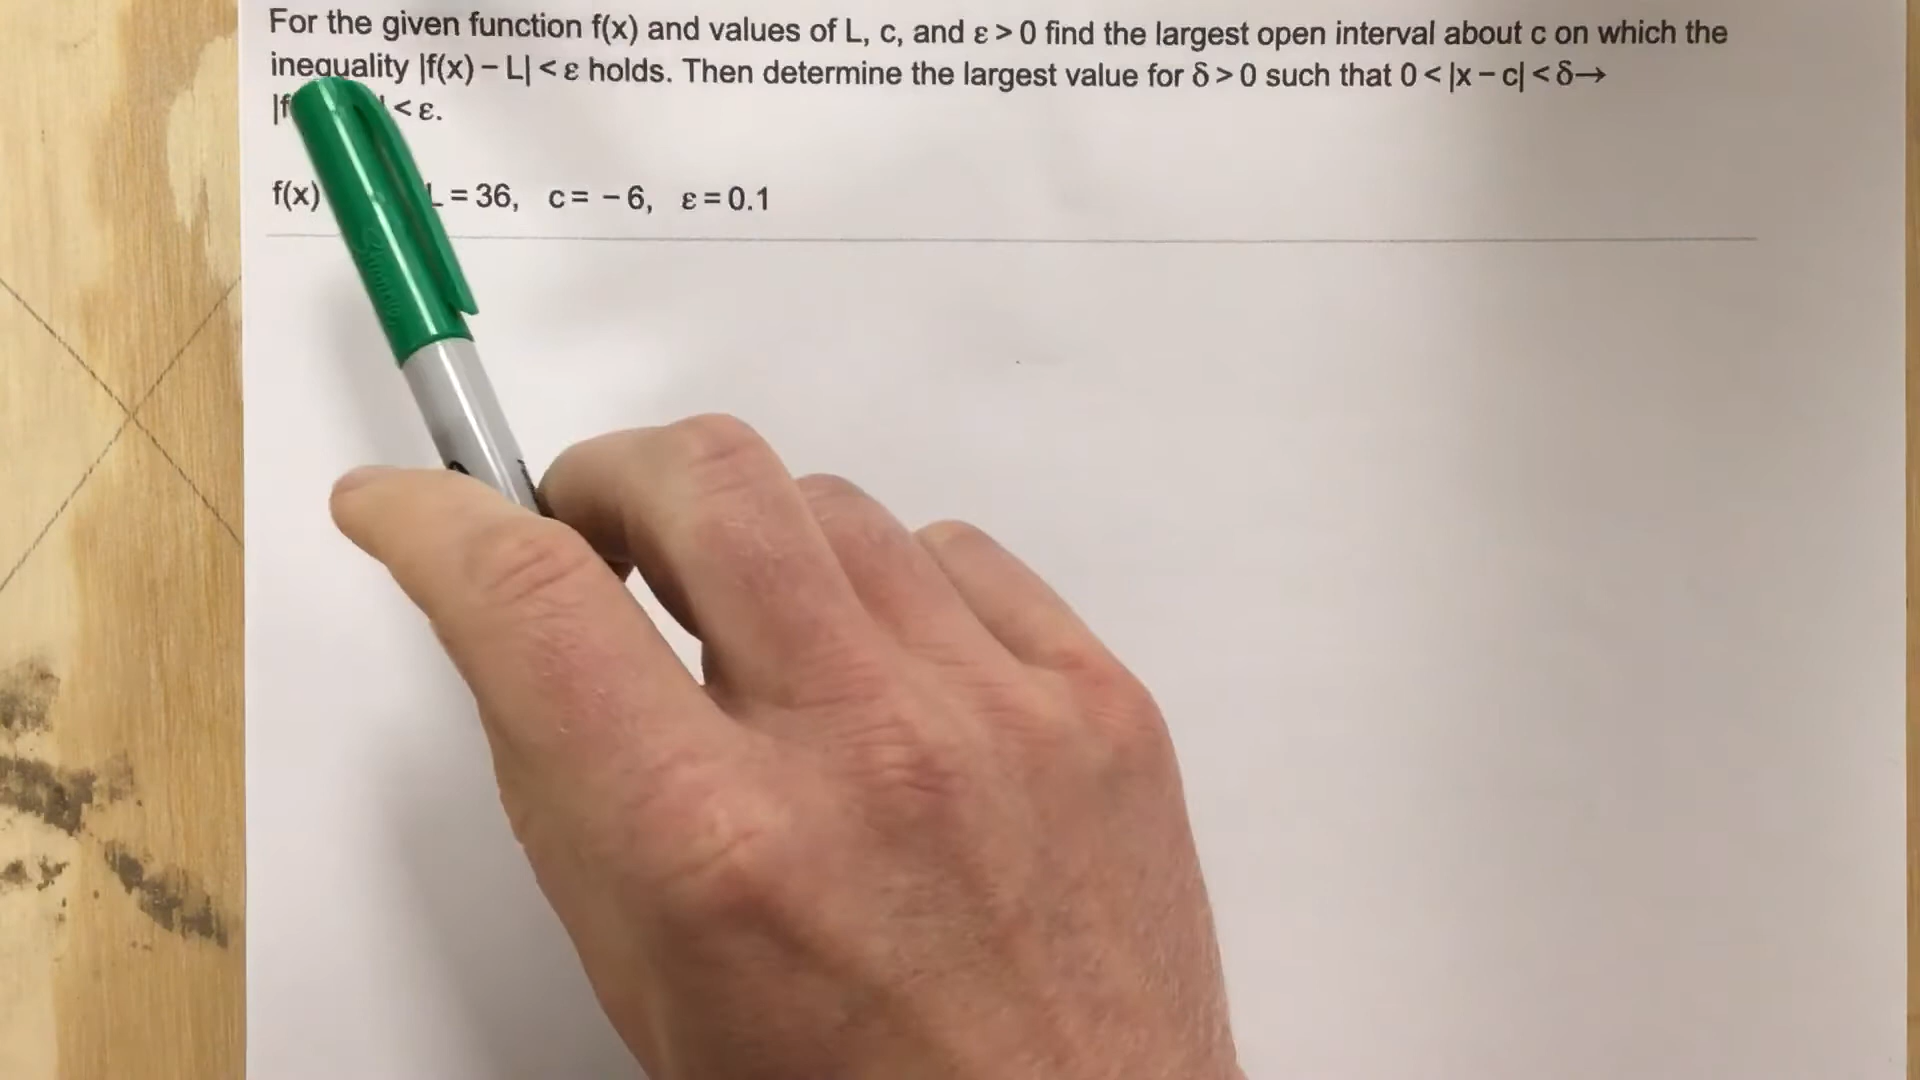 For the given function f(x) and values of L, c, and ε > 0 find the largest open interval about c on which the
inequality |f(x) − L| < ε holds. Then determine the largest value for δ > 0 such that 0 < |x − c| < δ→
|f < ε.
f(x) L = 36, c = − 6, ε = 0.1